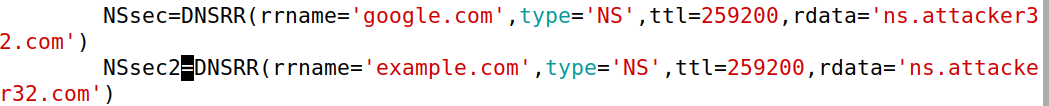 NSsec=DNSRR(rrname='google.com',type='NS',ttl=259200,rdata='ns.attacker3
2.com')
NSsec2=DNSRR(rrname='example.com',type='NS',ttl=259200,rdata='ns.attacke
r32.com')